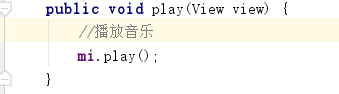 public void play(View view) {
//播放音乐
mi.play();
}